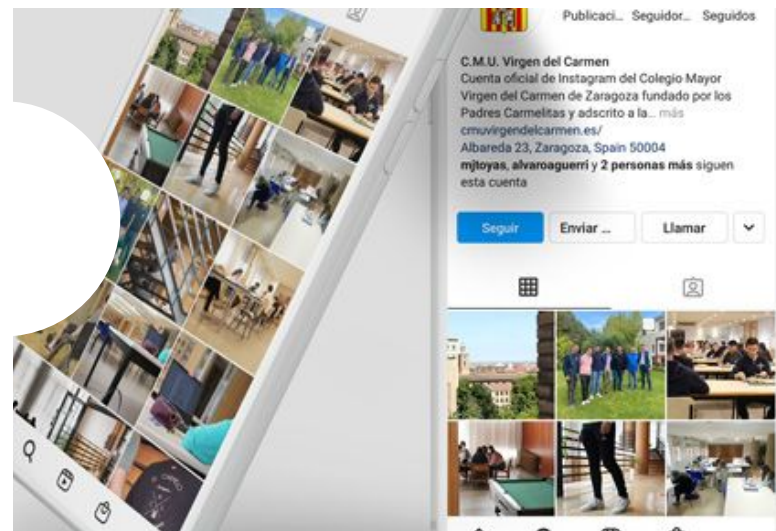 Publicaci... Seguidor... Seguidos
C.M.U. Virgen del Carmen
Cuenta oficial de Instagram del Colegio Mayor
Virgen del Carmen de Zaragoza fundado por los
Padres Carmelitas y adscrito a la... más
cmuvirgendelcarmen.es/
Albareda 23, Zaragoza, Spain 50004
mjtoyas, alvaroaguerri y 2 personas más siguen
esta cuenta
Seguir
Enviar ...
Llamar